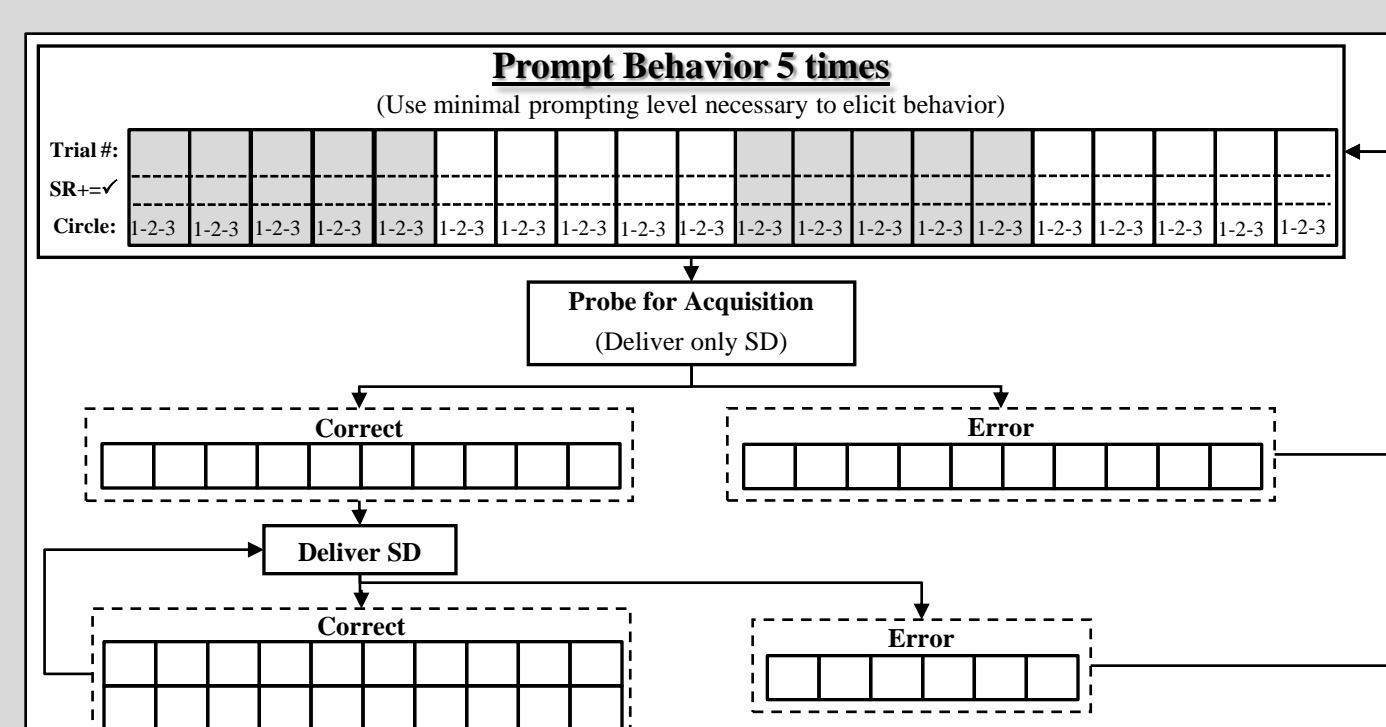 Prompt Behavior 5 times
(Use minimal prompting level necessary to elicit behavior)
Trial #:
SR+=✓
Circle: 1-2-3 1-2-3 1-2-3 1-2-3 1-2-3 1-2-3 1-2-3 1-2-3 1-2-3 1-2-3 1-2-3 1-2-3 1-2-3 1-2-3 1-2-3 1-2-3 1-2-3 1-2-3 1-2-3 1-2-3
Probe for Acquisition
(Deliver only SD)
Correct
Error
Deliver SD
Correct
Error